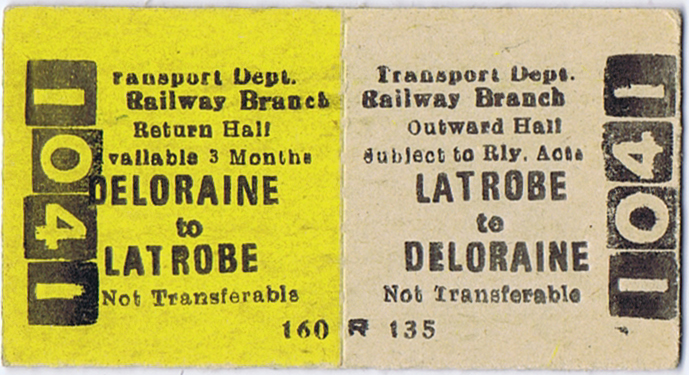 ransport Dept.
Railway Branch
Return Half
vailable 3 Months
DELORAINE
to
LATROBE
Not Transferable
160
1041
Transport Dept.
Railway Branch
Outward Half
Subject to Rly. Acts
LATROBE
to
DELORAINE
Not Transferable
R 135
1041